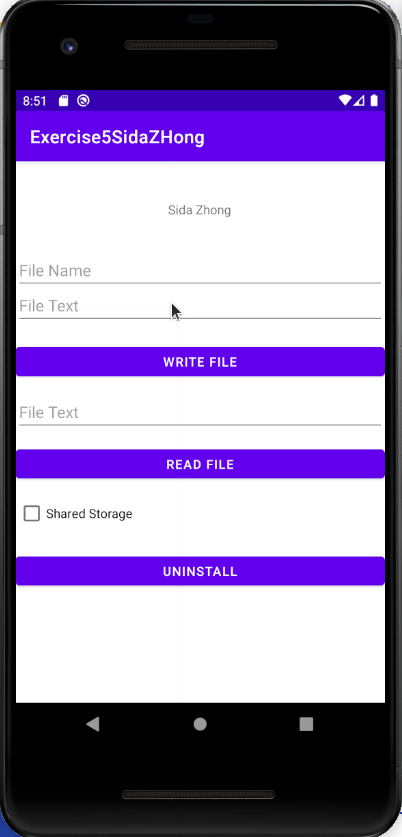 8:51
Exercise5SidaZHong
Sida Zhong
File Name
File Text
WRITE FILE
File Text
READ FILE
Shared Storage
UNINSTALL